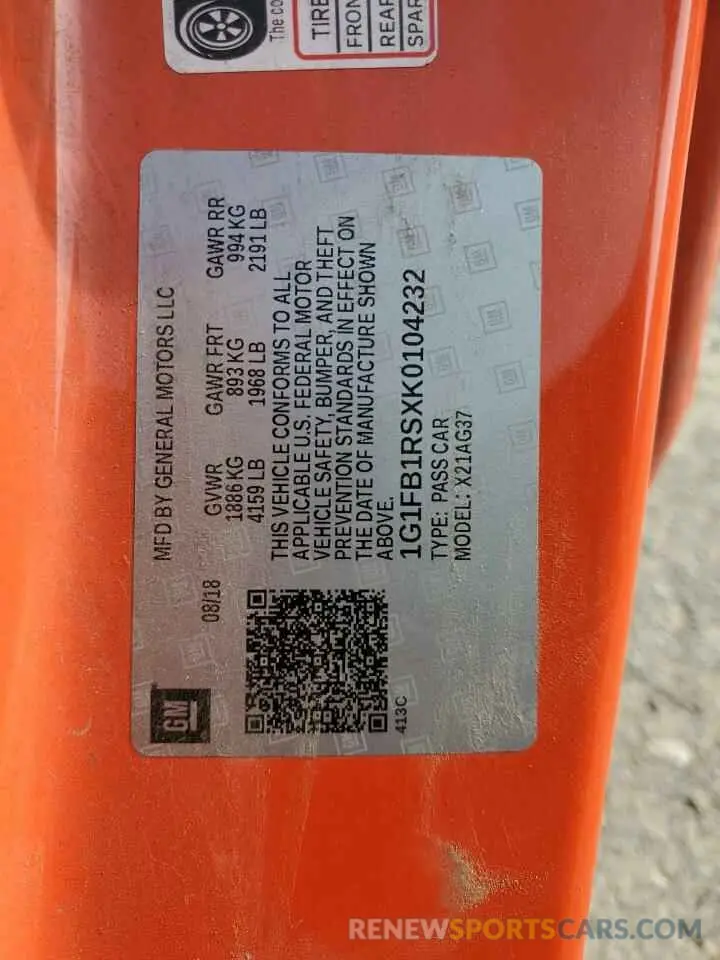 The co
TIRE
FRON
REAR
SPAR
MFD BY GENERAL MOTORS LLC
08/18
GVWR GAWR FRT GAWR RR
1886 KG 893 KG 994 KG
4159 LB 1968 LB 2191 LB
THIS VEHICLE CONFORMS TO ALL
APPLICABLE U.S. FEDERAL MOTOR
VEHICLE SAFETY, BUMPER, AND THEFT
PREVENTION STANDARDS IN EFFECT ON
THE DATE OF MANUFACTURE SHOWN
ABOVE.
1G1FB1RSXK0104232
TYPE: PASS CAR
MODEL: X21AG37
GM
413C
RENEWSPORTSCARS.COM